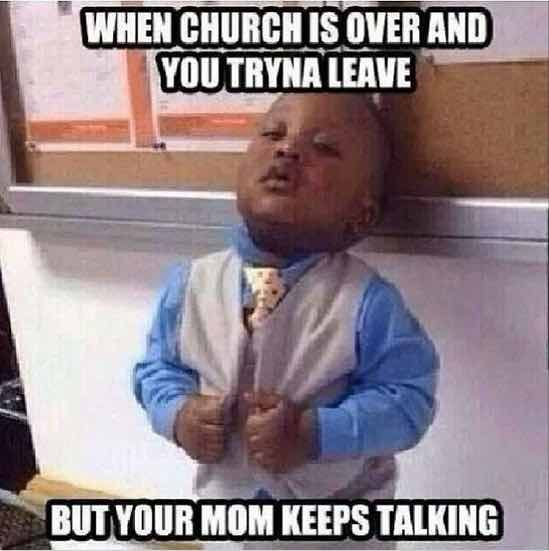 WHEN CHURCH IS OVER AND
YOU TRYNA LEAVE
BUT YOUR MOM KEEPS TALKING